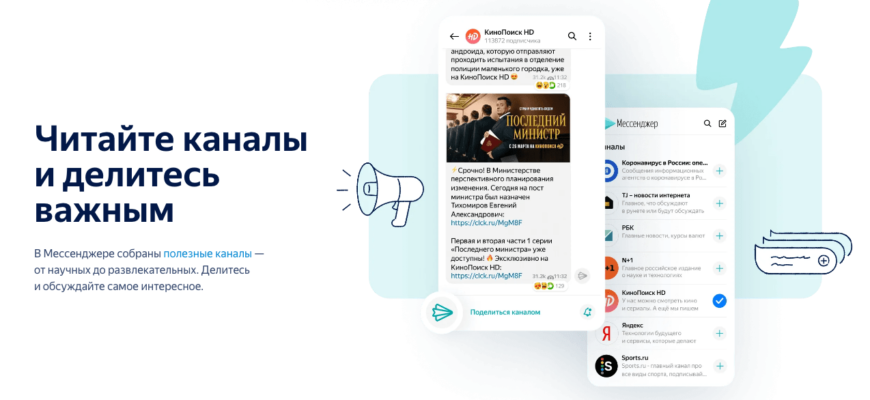 Читайте каналы
и делитесь
важным
В Мессенджере собраны полезные каналы —
от научных до развлекательных. Делитесь
и обсуждайте самое интересное.
КиноПоиск HD
113872 подписчика
андроида, которую отправляют
проходить испытания в отделение
полиции маленького городка, уже
на КиноПоиск HD
31.2k 11:02
218
ПОСЛЕДНИЙ
МИНИСТР
С 26 МАРТА НА КИНОПОИСК HD
Срочно! В Министерстве
перспективного планирования
изменения. Сегодня на пост
министра был назначен
Тихомиров Евгений
Александрович:
https://clck.ru/MgM8F
Первая и вторая части 1 серии
«Последнего министра» уже
доступны! Эксклюзивно на
КиноПоиск HD:
https://clck.ru/MgM8F
31.2k 11:02
128
Поделиться каналом
Мессенджер
налы
Коронавирус в России: опе...
Сообщения информационных
агентств о коронавирусе в Ро...
TJ – новости интернета
Главное, что обсуждают
в рунете или будут обсуждать
РБК
Главные новости, курсы валют
N+1
Главное российское издание
о науке и технологиях
КиноПоиск HD
У нас можно смотреть кино
и сериалы. А ещё мы пишем
Яндекс
Технологии будущего
и сервисы, которые делают
Sports.ru
Sports.ru - главный канал про
все виды спорта, подписывай...